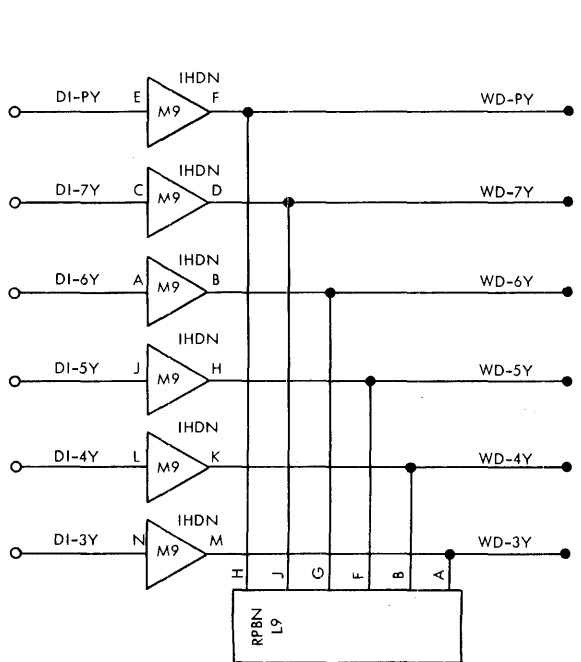 IHDN
DI-PY E M9 F WD-PY
IHDN
DI-7Y C M9 D WD-7Y
IHDN
DI-6Y A M9 B WD-6Y
IHDN
DI-5Y J M9 H WD-5Y
IHDN
DI-4Y L M9 K WD-4Y
IHDN
DI-3Y N M9 M WD-3Y
H J G F B A
RPBN
L9